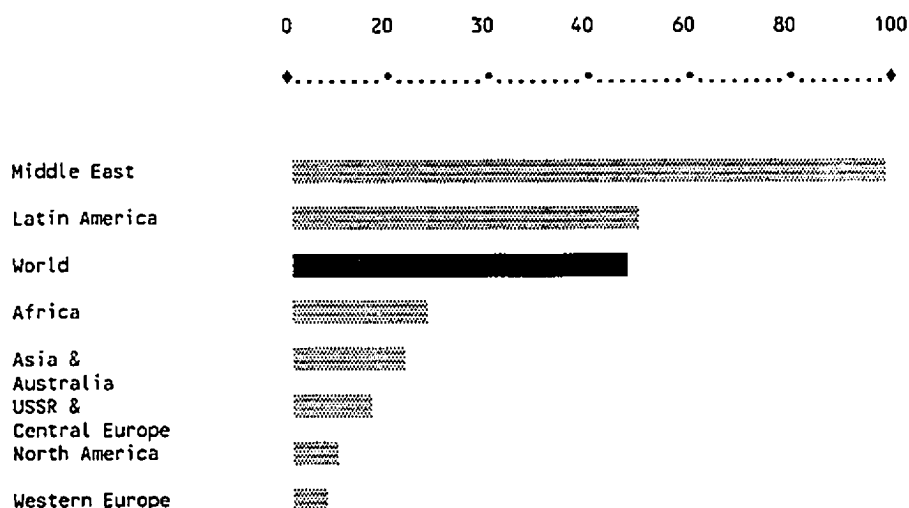 0 20 30 40 60 100
Middle East
Latin America
World
Africa
Asia &
Australia
USSR &
Central Europe
North America
Western Europe